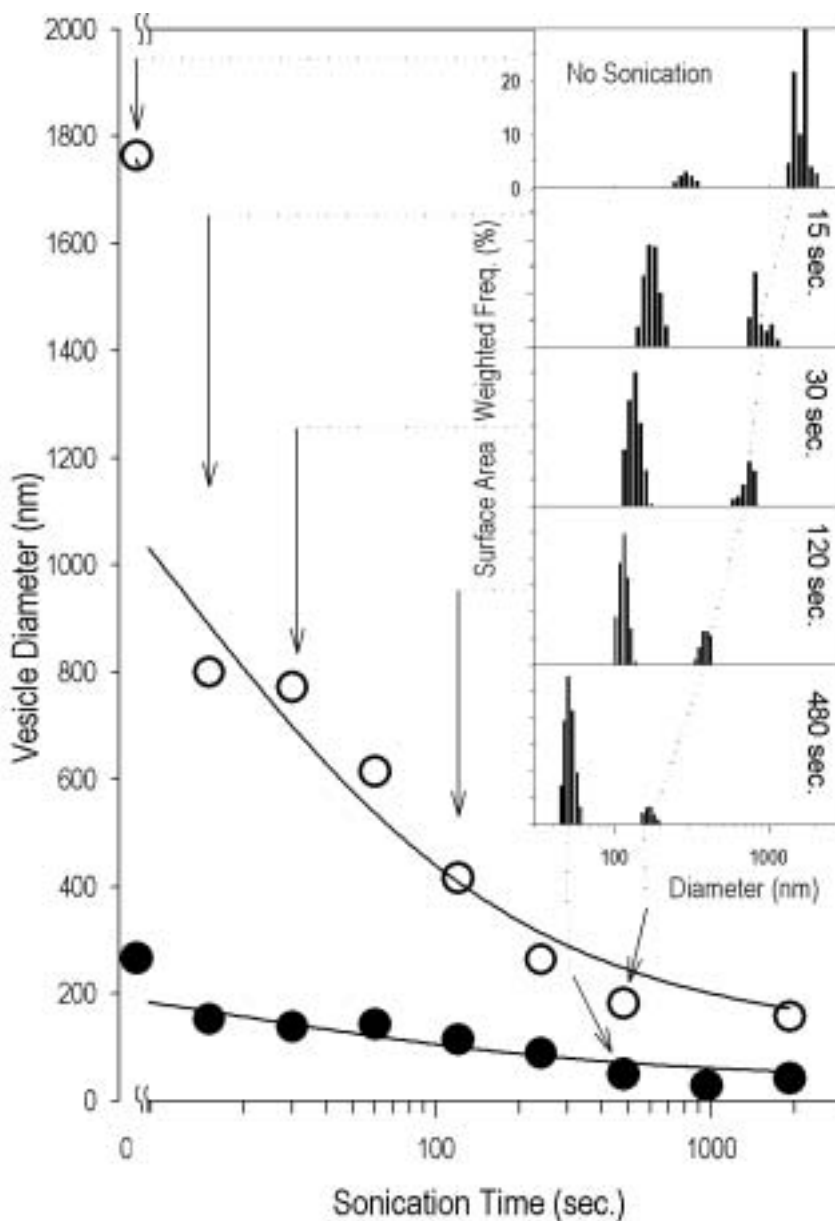 2000
1800
1600
1400
1200
1000
800
600
400
200
0
Vesicle Diameter (nm)
0
100
1000
Sonication Time (sec.)
No Sonication
20
10
0
Surface Area Weighted Freq. (%)
15 sec.
30 sec.
120 sec.
480 sec.
100
1000
Diameter (nm)